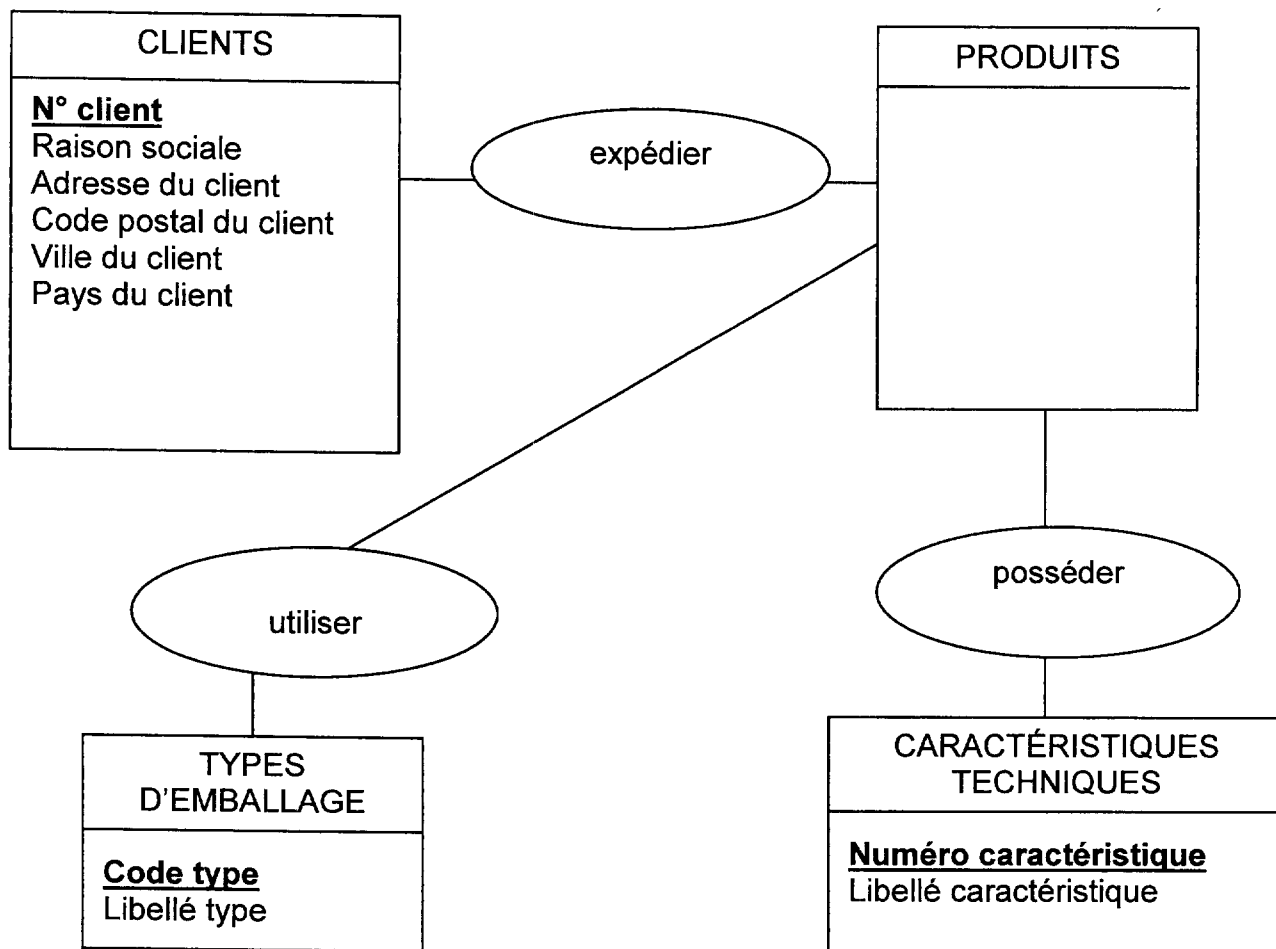 CLIENTS
N° client
Raison sociale
Adresse du client
Code postal du client
Ville du client
Pays du client
expédier
PRODUITS
utiliser
posséder
TYPES
D'EMBALLAGE
Code type
Libellé type
CARACTÉRISTIQUES
TECHNIQUES
Numéro caractéristique
Libellé caractéristique